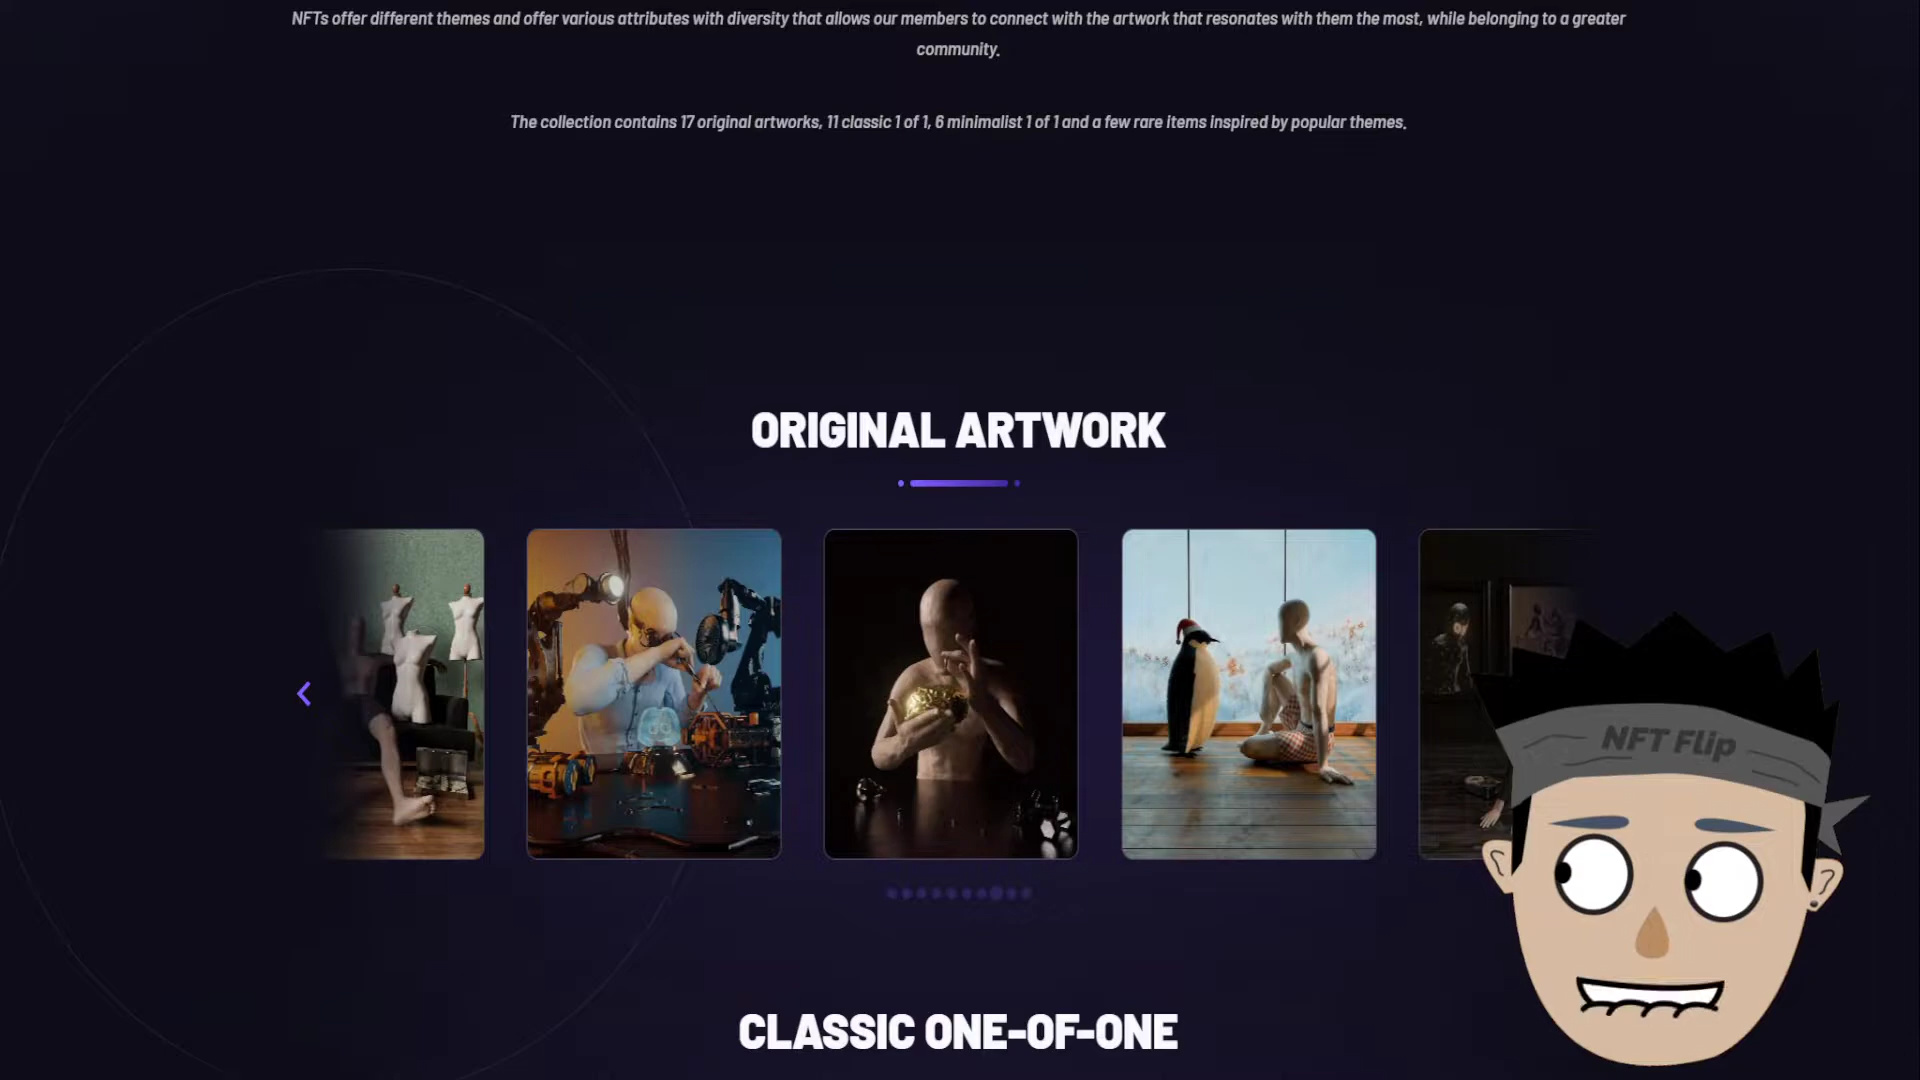 NFTs offer different themes and offer various attributes with diversity that allows our members to connect with the artwork that resonates with them the most, while belonging to a greater
community.
The collection contains 17 original artworks, 11 classic 1 of 1, 6 minimalist 1 of 1 and a few rare items inspired by popular themes.
ORIGINAL ARTWORK
NFT Flip
CLASSIC ONE-OF-ONE